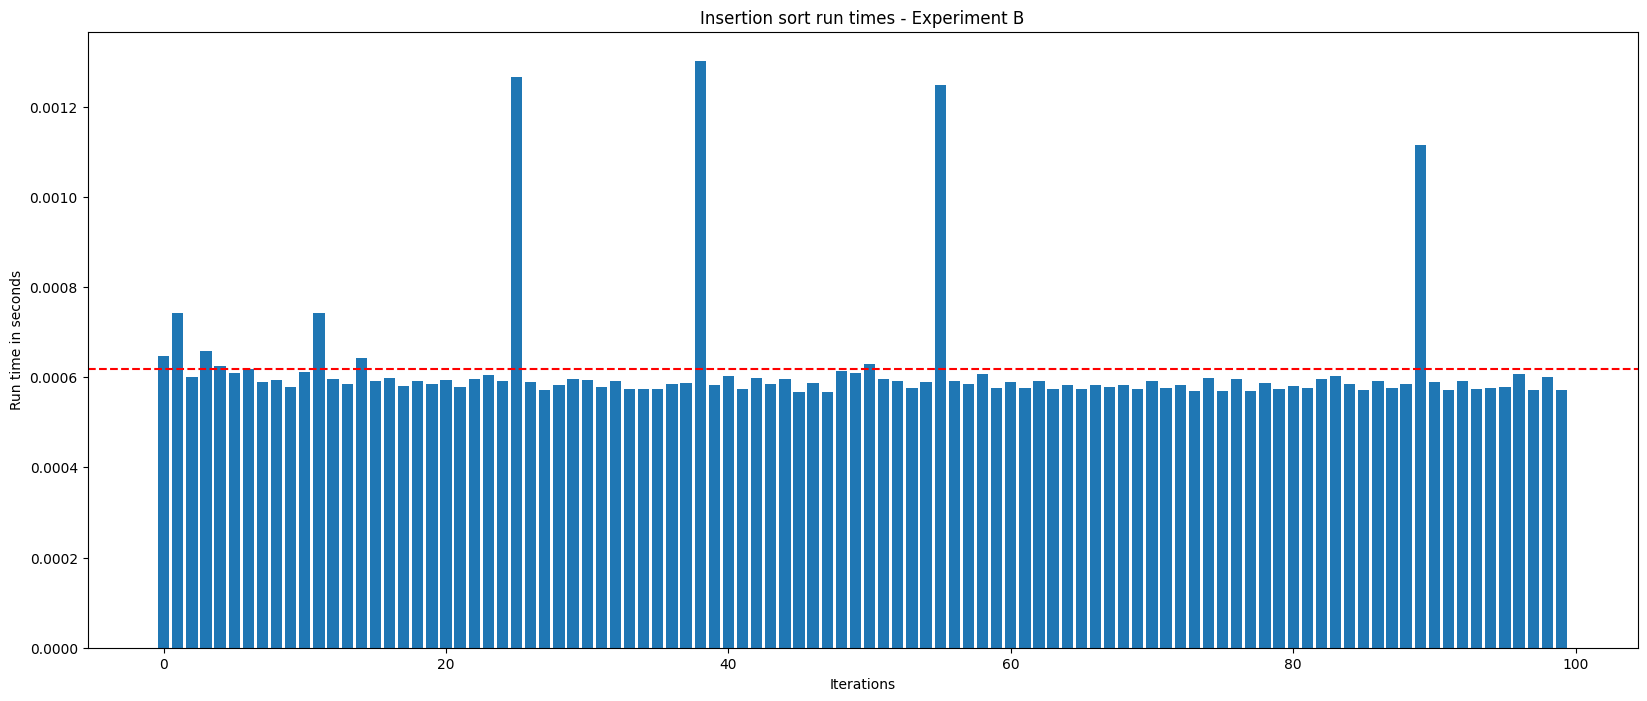 Insertion sort run times - Experiment B
Run time in seconds
0.0012
0.0010
0.0008
0.0006
0.0004
0.0002
0.0000
0 20 40 60 80 100
Iterations